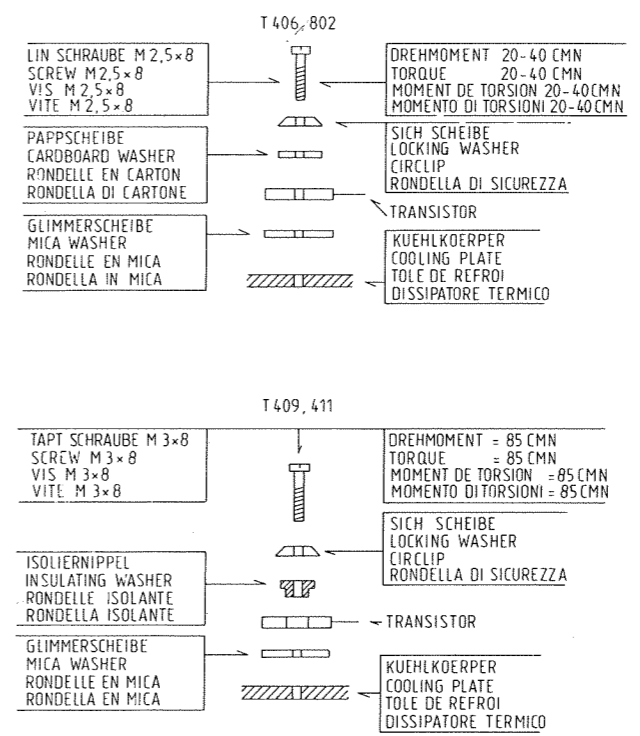 T 406, 802
LIN SCHRAUBE M 2,5×8
SCREW M 2,5×8
VIS M 2,5×8
VITE M 2,5×8
DREHMOMENT 20-40 CMN
TORQUE 20-40 CMN
MOMENT DE TORSION 20-40 CMN
MOMENTO DI TORSIONI 20-40 CMN
PAPPSCHEIBE
CARDBOARD WASHER
RONDELLE EN CARTON
RONDELLA DI CARTONE
SICH SCHEIBE
LOCKING WASHER
CIRCLIP
RONDELLA DI SICUREZZA
TRANSISTOR
GLIMMERSCHEIBE
MICA WASHER
RONDELLE EN MICA
RONDELLA IN MICA
KUEHLKOERPER
COOLING PLATE
TOLE DE REFROI
DISSIPATORE TERMICO
T 409, 411
TAPT SCHRAUBE M 3×8
SCREW M 3×8
VIS M 3×8
VITE M 3×8
DREHMOMENT = 85 CMN
TORQUE = 85 CMN
MOMENT DE TORSION = 85 CMN
MOMENTO DI TORSIONI = 85 CMN
SICH SCHEIBE
LOCKING WASHER
CIRCLIP
RONDELLA DI SICUREZZA
ISOLIERNIPPEL
INSULATING WASHER
RONDELLE ISOLANTE
RONDELLA ISOLANTE
TRANSISTOR
GLIMMERSCHEIBE
MICA WASHER
RONDELLE EN MICA
RONDELLA EN MICA
KUEHLKOERPER
COOLING PLATE
TOLE DE REFROI
DISSIPATORE TERMICO